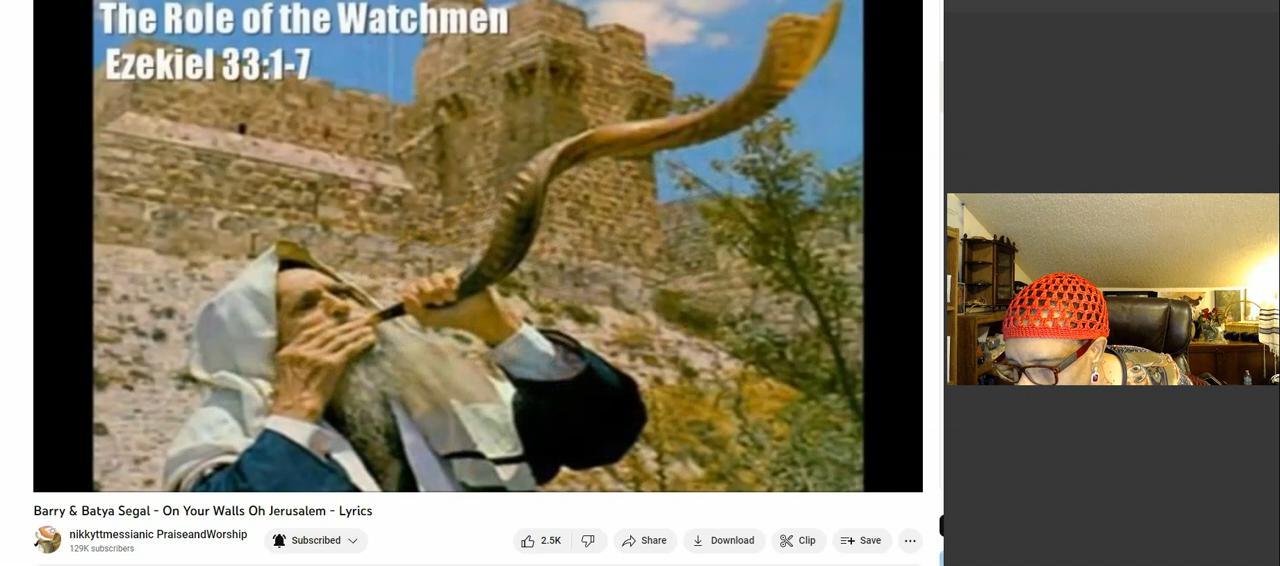 The Role of the Watchmen
Ezekiel 33:1-7
Barry & Batya Segal - On Your Walls Oh Jerusalem - Lyrics
nikkyttmessianic PraiseandWorship
129K subscribers
Subscribed
2.5K
Share
Download
Clip
Save